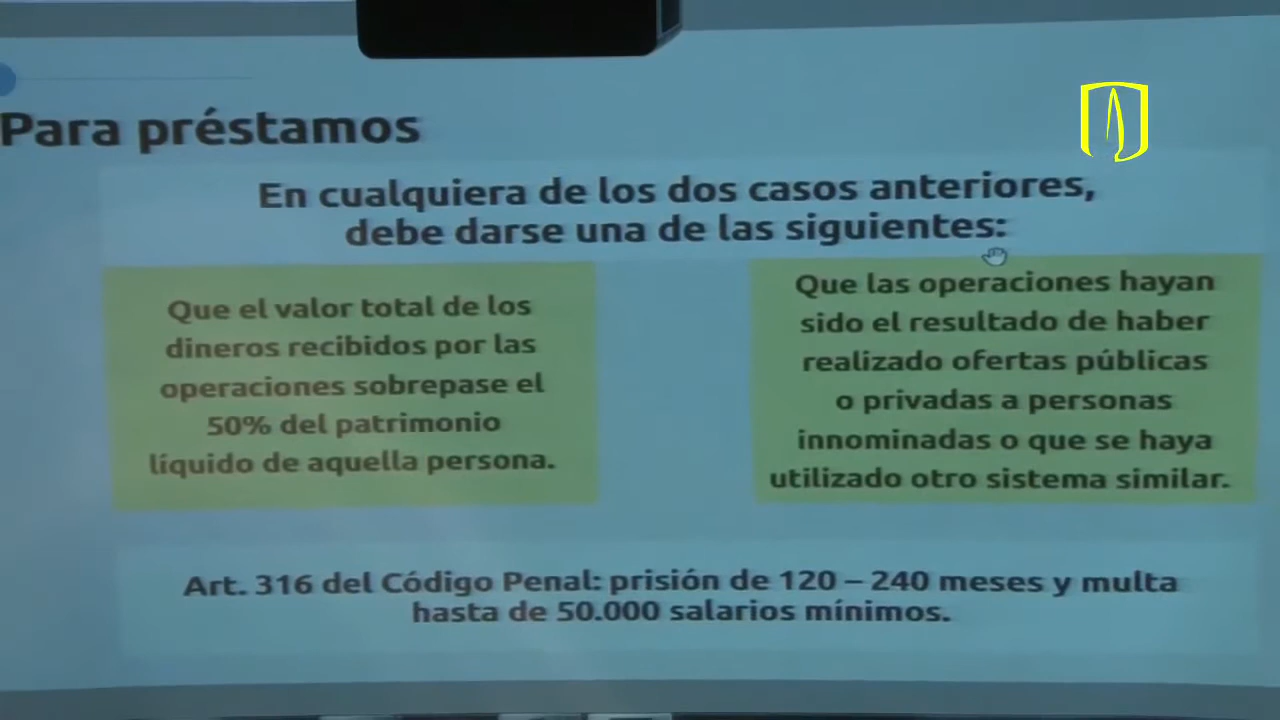 Para préstamos
En cualquiera de los dos casos anteriores,
debe darse una de las siguientes:
Que el valor total de los
dineros recibidos por las
operaciones sobrepase el
50% del patrimonio
líquido de aquella persona.
Que las operaciones hayan
sido el resultado de haber
realizado ofertas públicas
o privadas a personas
innominadas o que se haya
utilizado otro sistema similar.
Art. 316 del Código Penal: prisión de 120 – 240 meses y multa
hasta de 50.000 salarios mínimos.